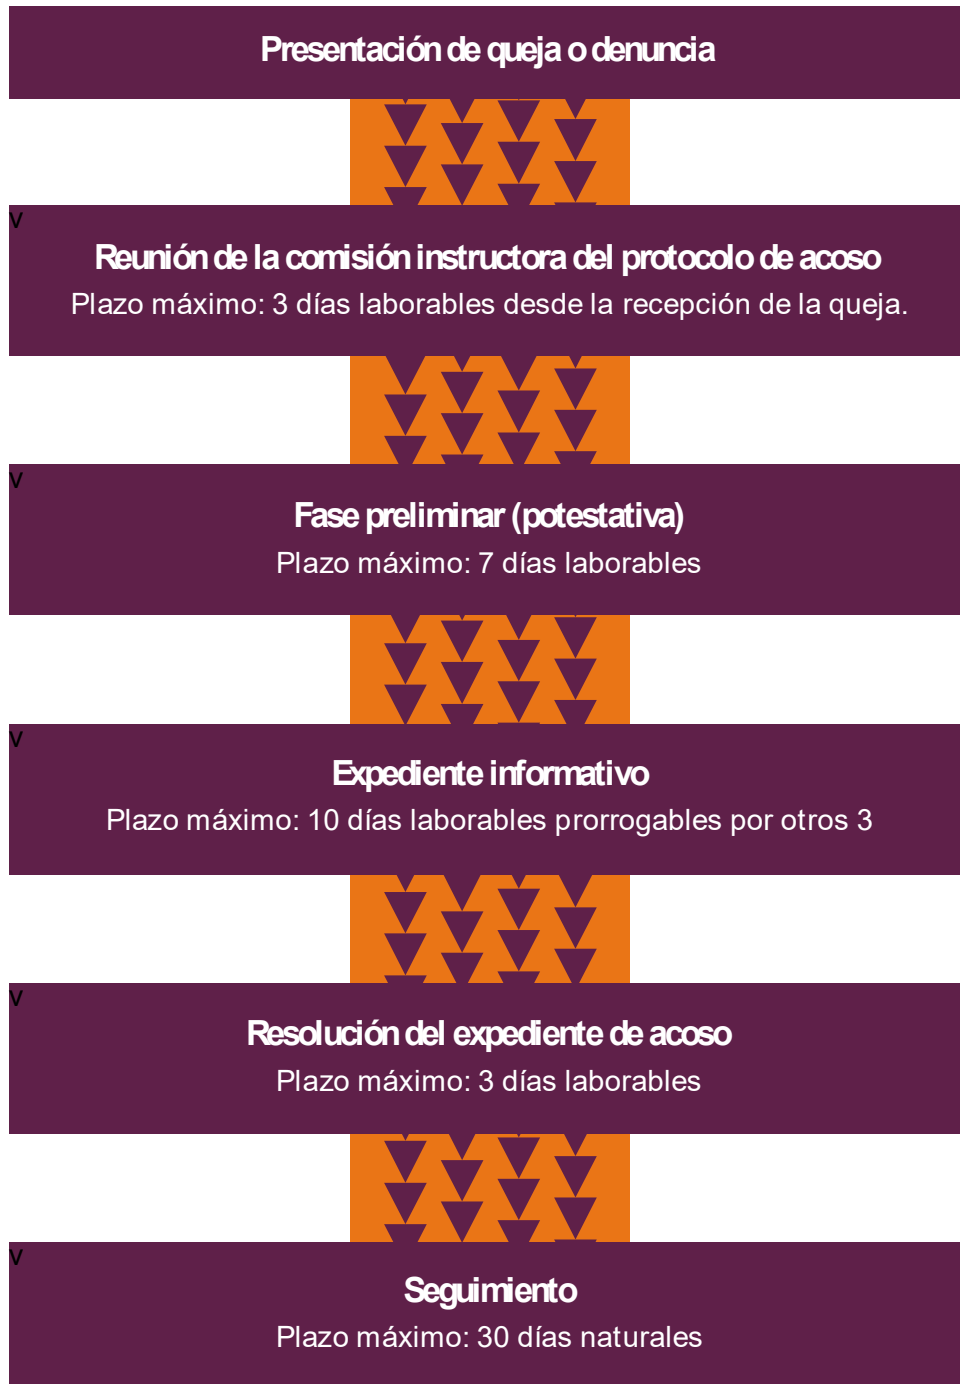 Presentación de queja o denuncia
v
Reunión de la comisión instructora del protocolo de acoso
Plazo máximo: 3 días laborables desde la recepción de la queja.
v
Fase preliminar (potestativa)
Plazo máximo: 7 días laborables
v
Expediente informativo
Plazo máximo: 10 días laborables prorrogables por otros 3
v
Resolución del expediente de acoso
Plazo máximo: 3 días laborables
v
Seguimiento
Plazo máximo: 30 días naturales